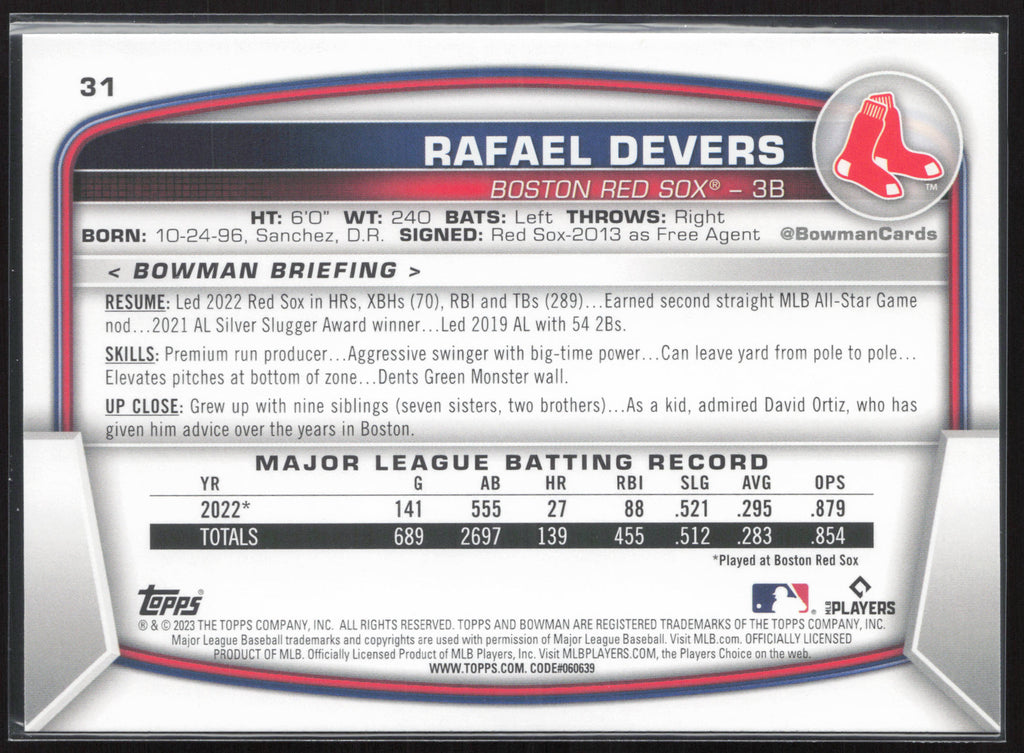 31
RAFAEL DEVERS
BOSTON RED SOX® – 3B
TM
HT: 6'0" WT: 240 BATS: Left THROWS: Right
BORN: 10-24-96, Sanchez, D.R. SIGNED: Red Sox-2013 as Free Agent @BowmanCards
< BOWMAN BRIEFING >
RESUME: Led 2022 Red Sox in HRs, XBHs (70), RBI and TBs (289)...Earned second straight MLB All-Star Game
nod...2021 AL Silver Slugger Award winner...Led 2019 AL with 54 2Bs.
SKILLS: Premium run producer...Aggressive swinger with big-time power...Can leave yard from pole to pole...
Elevates pitches at bottom of zone...Dents Green Monster wall.
UP CLOSE: Grew up with nine siblings (seven sisters, two brothers)...As a kid, admired David Ortiz, who has
given him advice over the years in Boston.
MAJOR LEAGUE BATTING RECORD
YR G AB HR RBI SLG AVG OPS
2022* 141 555 27 88 .521 .295 .879
TOTALS 689 2697 139 455 .512 .283 .854
*Played at Boston Red Sox
Topps® ® MLB PLAYERS
® & © 2023 THE TOPPS COMPANY, INC. ALL RIGHTS RESERVED. TOPPS AND BOWMAN ARE REGISTERED TRADEMARKS OF THE TOPPS COMPANY, INC.
Major League Baseball trademarks and copyrights are used with permission of Major League Baseball. Visit MLB.com. OFFICIALLY LICENSED
PRODUCT OF MLB. Officially Licensed Product of MLB Players, Inc. Visit MLBPLAYERS.COM, the Players Choice on the web.
WWW.TOPPS.COM. CODE#060639